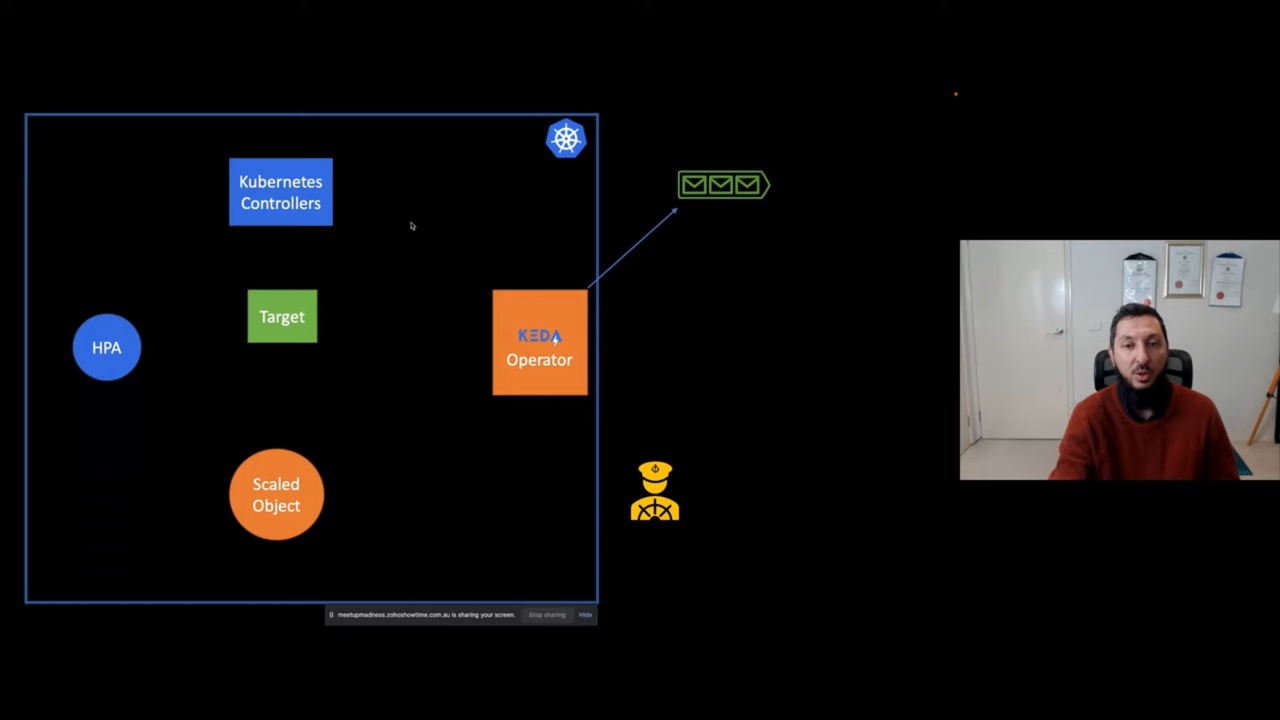 Kubernetes
Controllers
Target
HPA
KEDA
Operator
Scaled
Object
meetupmadness.zohoshowtime.com.au is sharing your screen.
Stop sharing
Hide